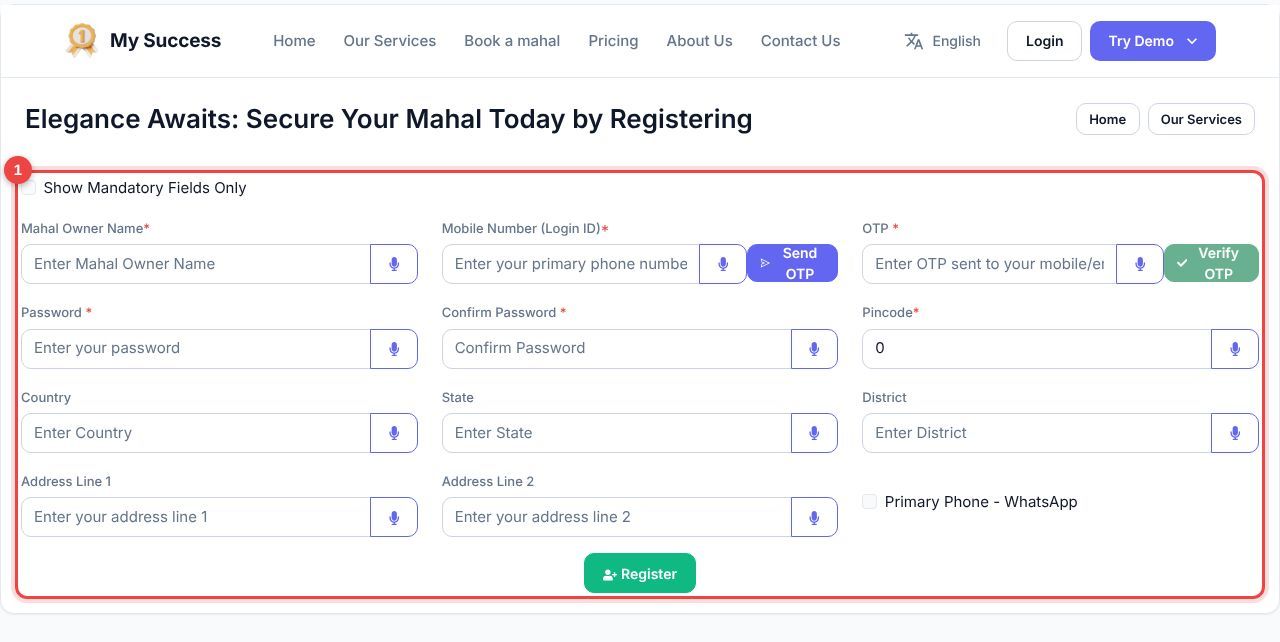 My Success
Home
Our Services
Book a mahal
Pricing
About Us
Contact Us
English
Login
Try Demo
Elegance Awaits: Secure Your Mahal Today by Registering
Home
Our Services
1
Show Mandatory Fields Only
Mahal Owner Name*
Mobile Number (Login ID)*
OTP *
Enter Mahal Owner Name
Enter your primary phone numbe
Send
OTP
Enter OTP sent to your mobile/er
Verify
OTP
Password *
Confirm Password *
Pincode*
Enter your password
Confirm Password
0
Country
State
District
Enter Country
Enter State
Enter District
Address Line 1
Address Line 2
Enter your address line 1
Enter your address line 2
Primary Phone - WhatsApp
Register